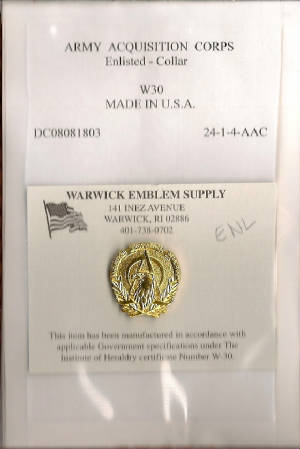 ARMY ACQUISITION CORPS
Enlisted - Collar
W30
MADE IN U.S.A.
DC08081803 24-1-4-AAC
WARWICK EMBLEM SUPPLY
141 INEZ AVENUE
WARWICK, RI 02886
401-738-0702
ENL
This item has been manufactured in accordance with
applicable Government specifications under The
Institute of Heraldry certificate Number W-30.